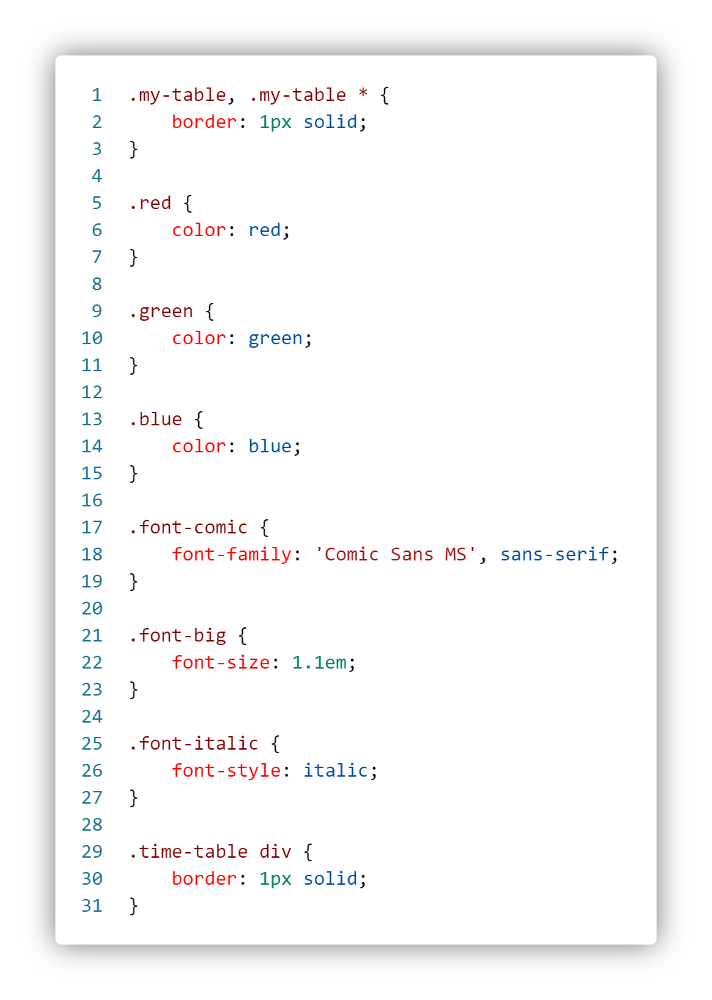 1 .my-table, .my-table * {
2     border: 1px solid;
3 }
4
5 .red {
6     color: red;
7 }
8
9 .green {
10     color: green;
11 }
12
13 .blue {
14     color: blue;
15 }
16
17 .font-comic {
18     font-family: 'Comic Sans MS', sans-serif;
19 }
20
21 .font-big {
22     font-size: 1.1em;
23 }
24
25 .font-italic {
26     font-style: italic;
27 }
28
29 .time-table div {
30     border: 1px solid;
31 }